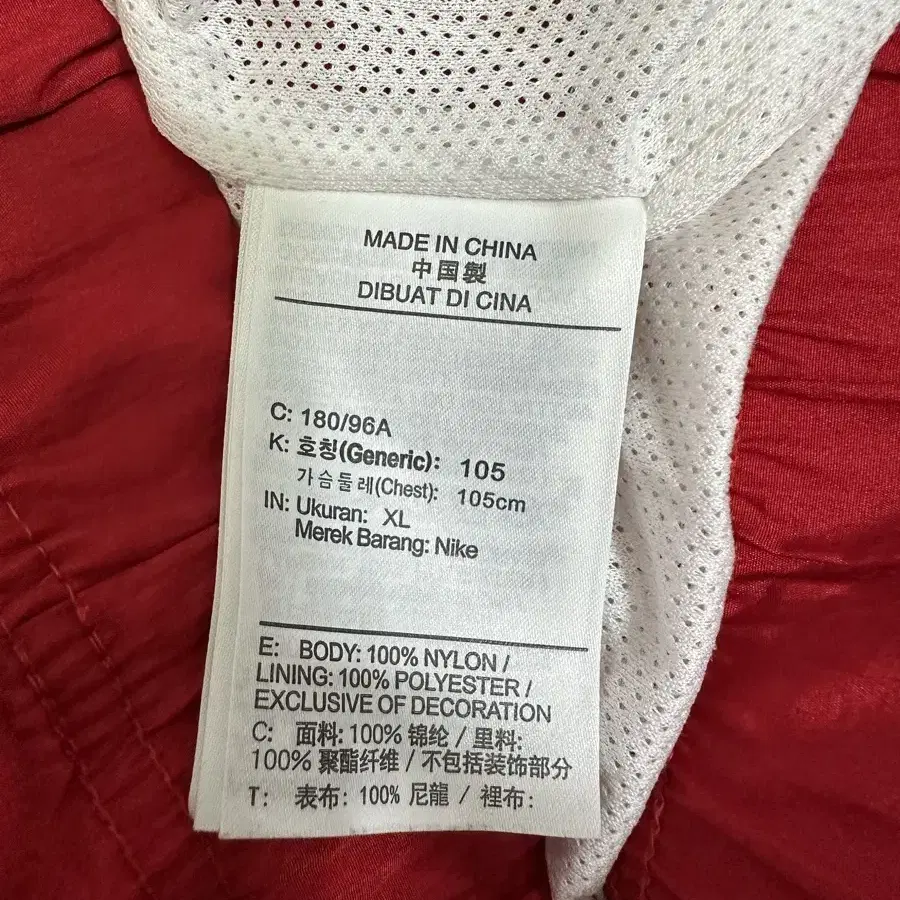 MADE IN CHINA
中国製
DIBUAT DI CINA
C: 180/96A
K: 호칭(Generic): 105
가슴둘레(Chest): 105cm
IN: Ukuran: XL
Merek Barang: Nike
E: BODY: 100% NYLON /
LINING: 100% POLYESTER /
EXCLUSIVE OF DECORATION
C: 面料: 100% 锦纶 / 里料:
100% 聚酯纤维 / 不包括装饰部分
T: 表布: 100% 尼龍 / 裡布: